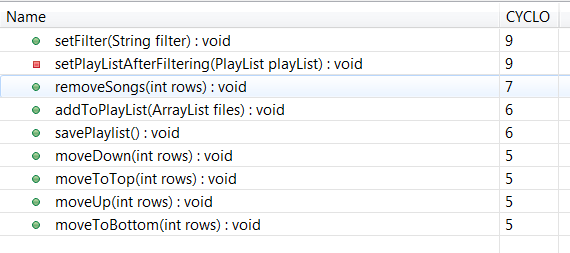 Name CYCLO
setFilter(String filter) : void 9
setPlayListAfterFiltering(PlayList playList) : void 9
removeSongs(int rows) : void 7
addToPlayList(ArrayList files) : void 6
savePlaylist() : void 6
moveDown(int rows) : void 5
moveToTop(int rows) : void 5
moveUp(int rows) : void 5
moveToBottom(int rows) : void 5